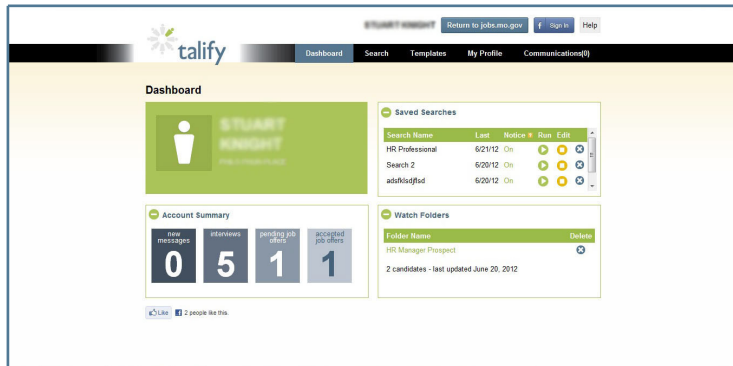 STUART KNIGHT Return to jobs.mo.gov f Sign in Help
talify
Dashboard Search Templates My Profile Communications(0)
Dashboard
STUART
KNIGHT
Saved Searches
Search Name Last Notice Run Edit
HR Professional 6/21/12 On
Search 2 6/20/12 On
adsfklsdjflsd 6/20/12 On
Account Summary
new messages 0
interviews 5
pending job offers 1
accepted job offers 1
Watch Folders
Folder Name Delete
HR Manager Prospect
2 candidates - last updated June 20, 2012
Like f 2 people like this.